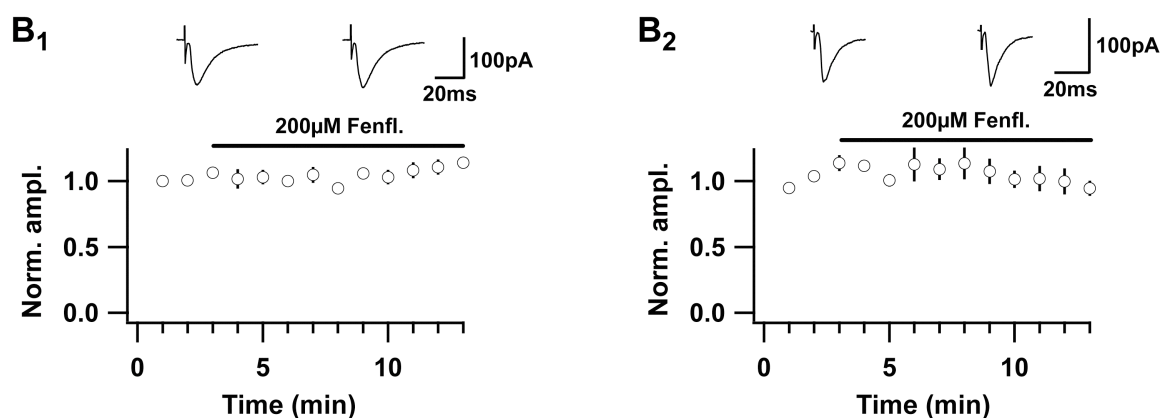 B1
100pA
20ms
200µM Fenfl.
Norm. ampl.
1.0
0.5
0.0
0
5
10
Time (min)
B2
100pA
20ms
200µM Fenfl.
Norm. ampl.
1.0
0.5
0.0
0
5
10
Time (min)